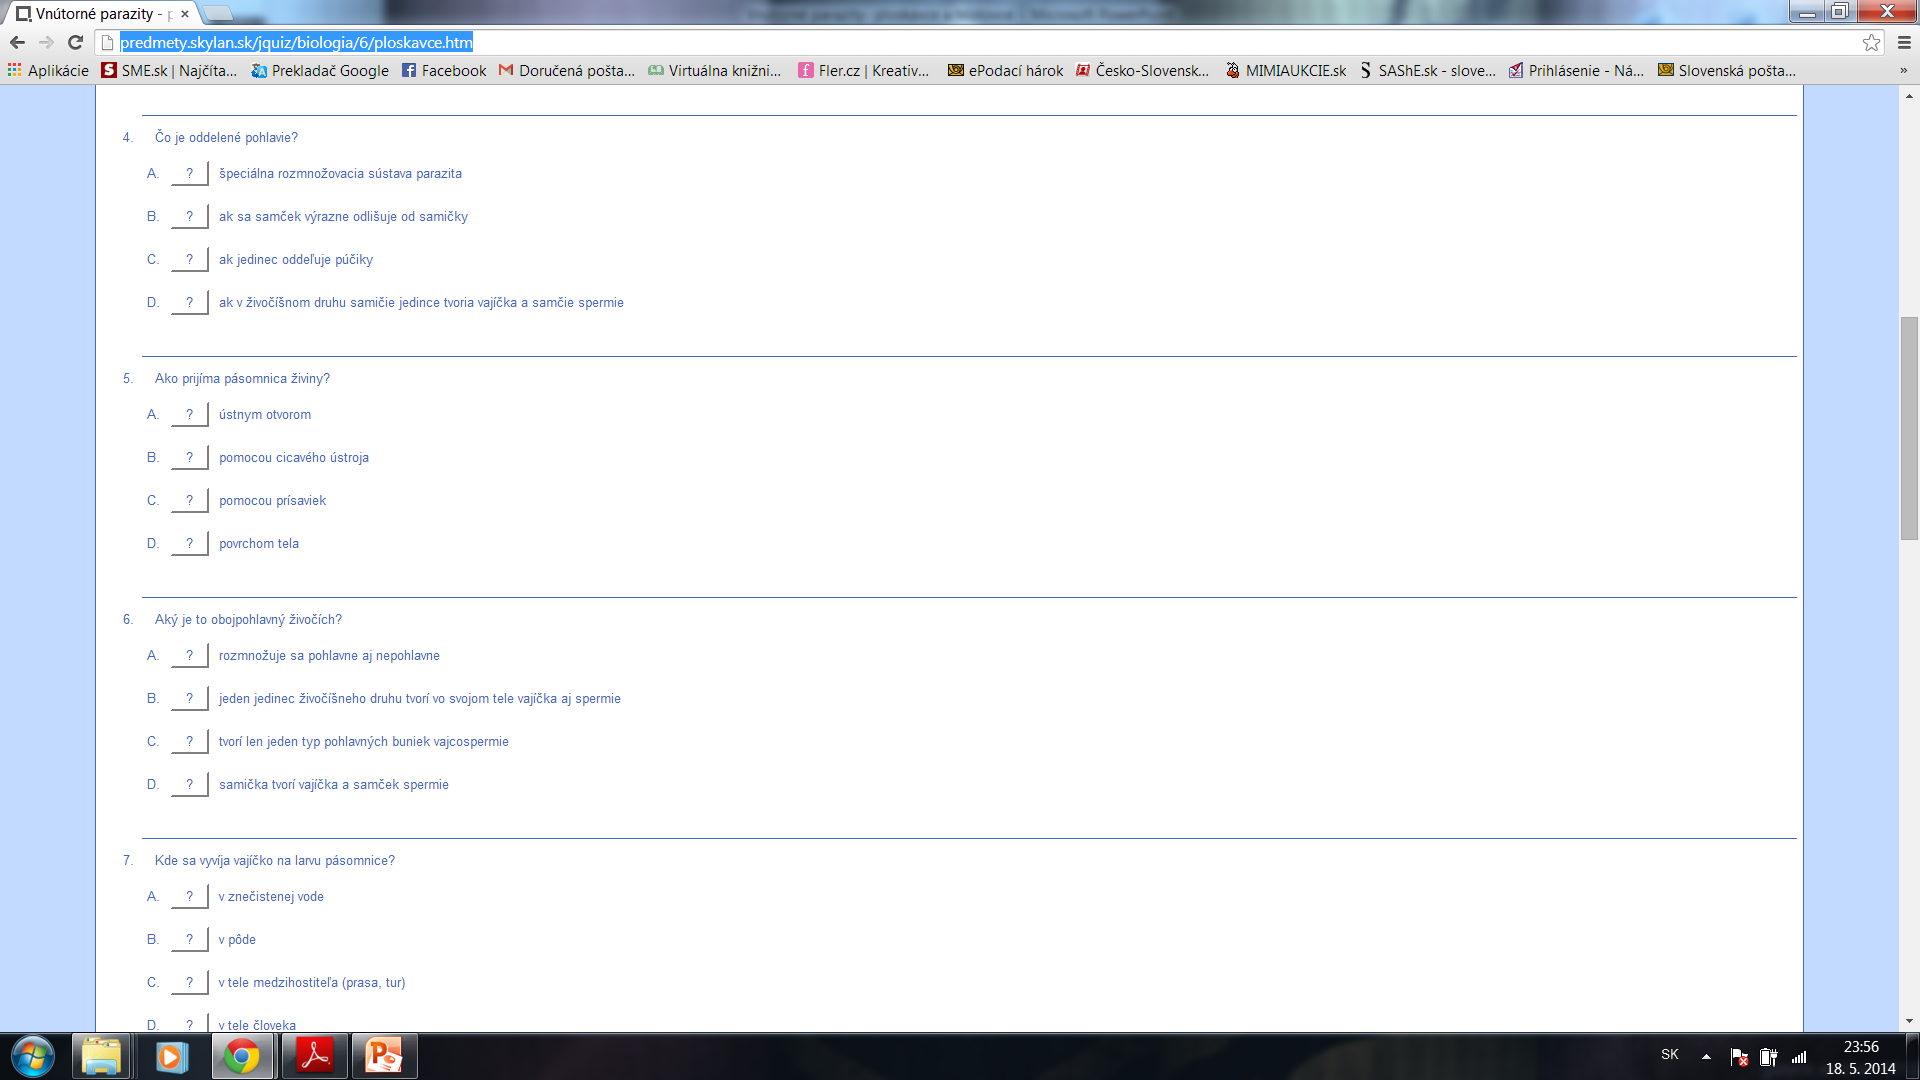 Vnútorné parazity - p
predmety.skylan.sk/jquiz/biologia/6/ploskavce.htm
Aplikácie SME.sk | Najčíta... Prekladač Google Facebook Doručená pošta... Virtuálna knižni... Fler.cz | Kreativ... ePodací hárok Česko-Slovensk... MIMIAUKCIE.sk SAShE.sk - slove... Prihlásenie - Ná... Slovenská pošta... »
4. Čo je oddelené pohlavie?
A. ? špeciálna rozmnožovacia sústava parazita
B. ? ak sa samček výrazne odlišuje od samičky
C. ? ak jedinec oddeľuje púčiky
D. ? ak v živočíšnom druhu samičie jedince tvoria vajíčka a samčie spermie
5. Ako prijíma pásomnica živiny?
A. ? ústnym otvorom
B. ? pomocou cicavého ústroja
C. ? pomocou prísaviek
D. ? povrchom tela
6. Aký je to obojpohlavný živočích?
A. ? rozmnožuje sa pohlavne aj nepohlavne
B. ? jeden jedinec živočíšneho druhu tvorí vo svojom tele vajíčka aj spermie
C. ? tvorí len jeden typ pohlavných buniek vajcospermie
D. ? samička tvorí vajíčka a samček spermie
7. Kde sa vyvíja vajíčko na larvu pásomnice?
A. ? v znečistenej vode
B. ? v pôde
C. ? v tele medzihostiteľa (prasa, tur)
D. ? v tele človeka
SK 23:56
18. 5. 2014